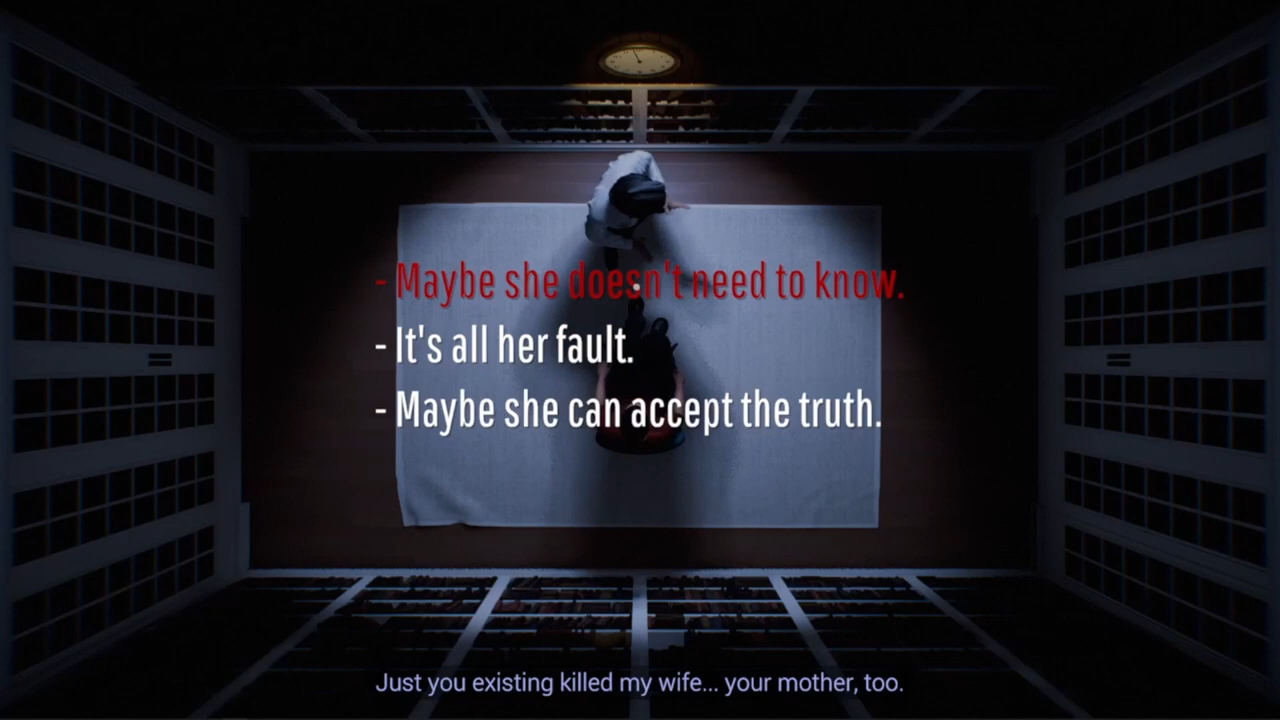 - Maybe she doesn't need to know.
- It's all her fault.
- Maybe she can accept the truth.
Just you existing killed my wife... your mother, too.